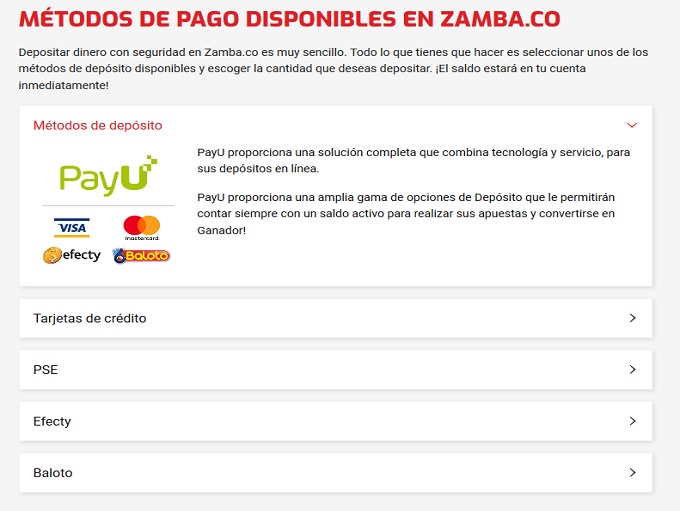 MÉTODOS DE PAGO DISPONIBLES EN ZAMBA.CO
Depositar dinero con seguridad en Zamba.co es muy sencillo. Todo lo que tienes que hacer es seleccionar unos de los
métodos de depósito disponibles y escoger la cantidad que deseas depositar. ¡El saldo estará en tu cuenta
inmediatamente!
Métodos de depósito
PayU
VISA
mastercard.
efecty
Baloto
PayU proporciona una solución completa que combina tecnología y servicio, para
sus depósitos en línea.
PayU proporciona una amplia gama de opciones de Depósito que le permitirán
contar siempre con un saldo activo para realizar sus apuestas y convertirse en
Ganador!
Tarjetas de crédito
PSE
Efecty
Baloto